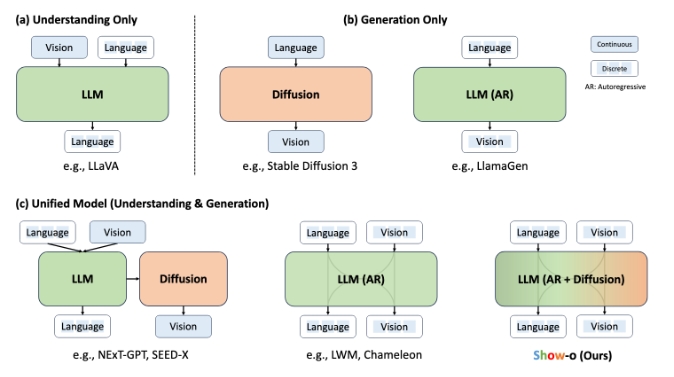 (a) Understanding Only
(b) Generation Only
Vision
Language
LLM
Language
e.g., LLaVA
Language
Diffusion
Vision
e.g., Stable Diffusion 3
Language
LLM (AR)
Vision
e.g., LlamaGen
Continuous
Discrete
AR: Autoregressive
(c) Unified Model (Understanding & Generation)
Language
Vision
LLM
Diffusion
Language
Vision
e.g., NExT-GPT, SEED-X
Language
Vision
LLM (AR)
Language
Vision
e.g., LWM, Chameleon
Language
Vision
LLM (AR + Diffusion)
Language
Vision
Show-o (Ours)